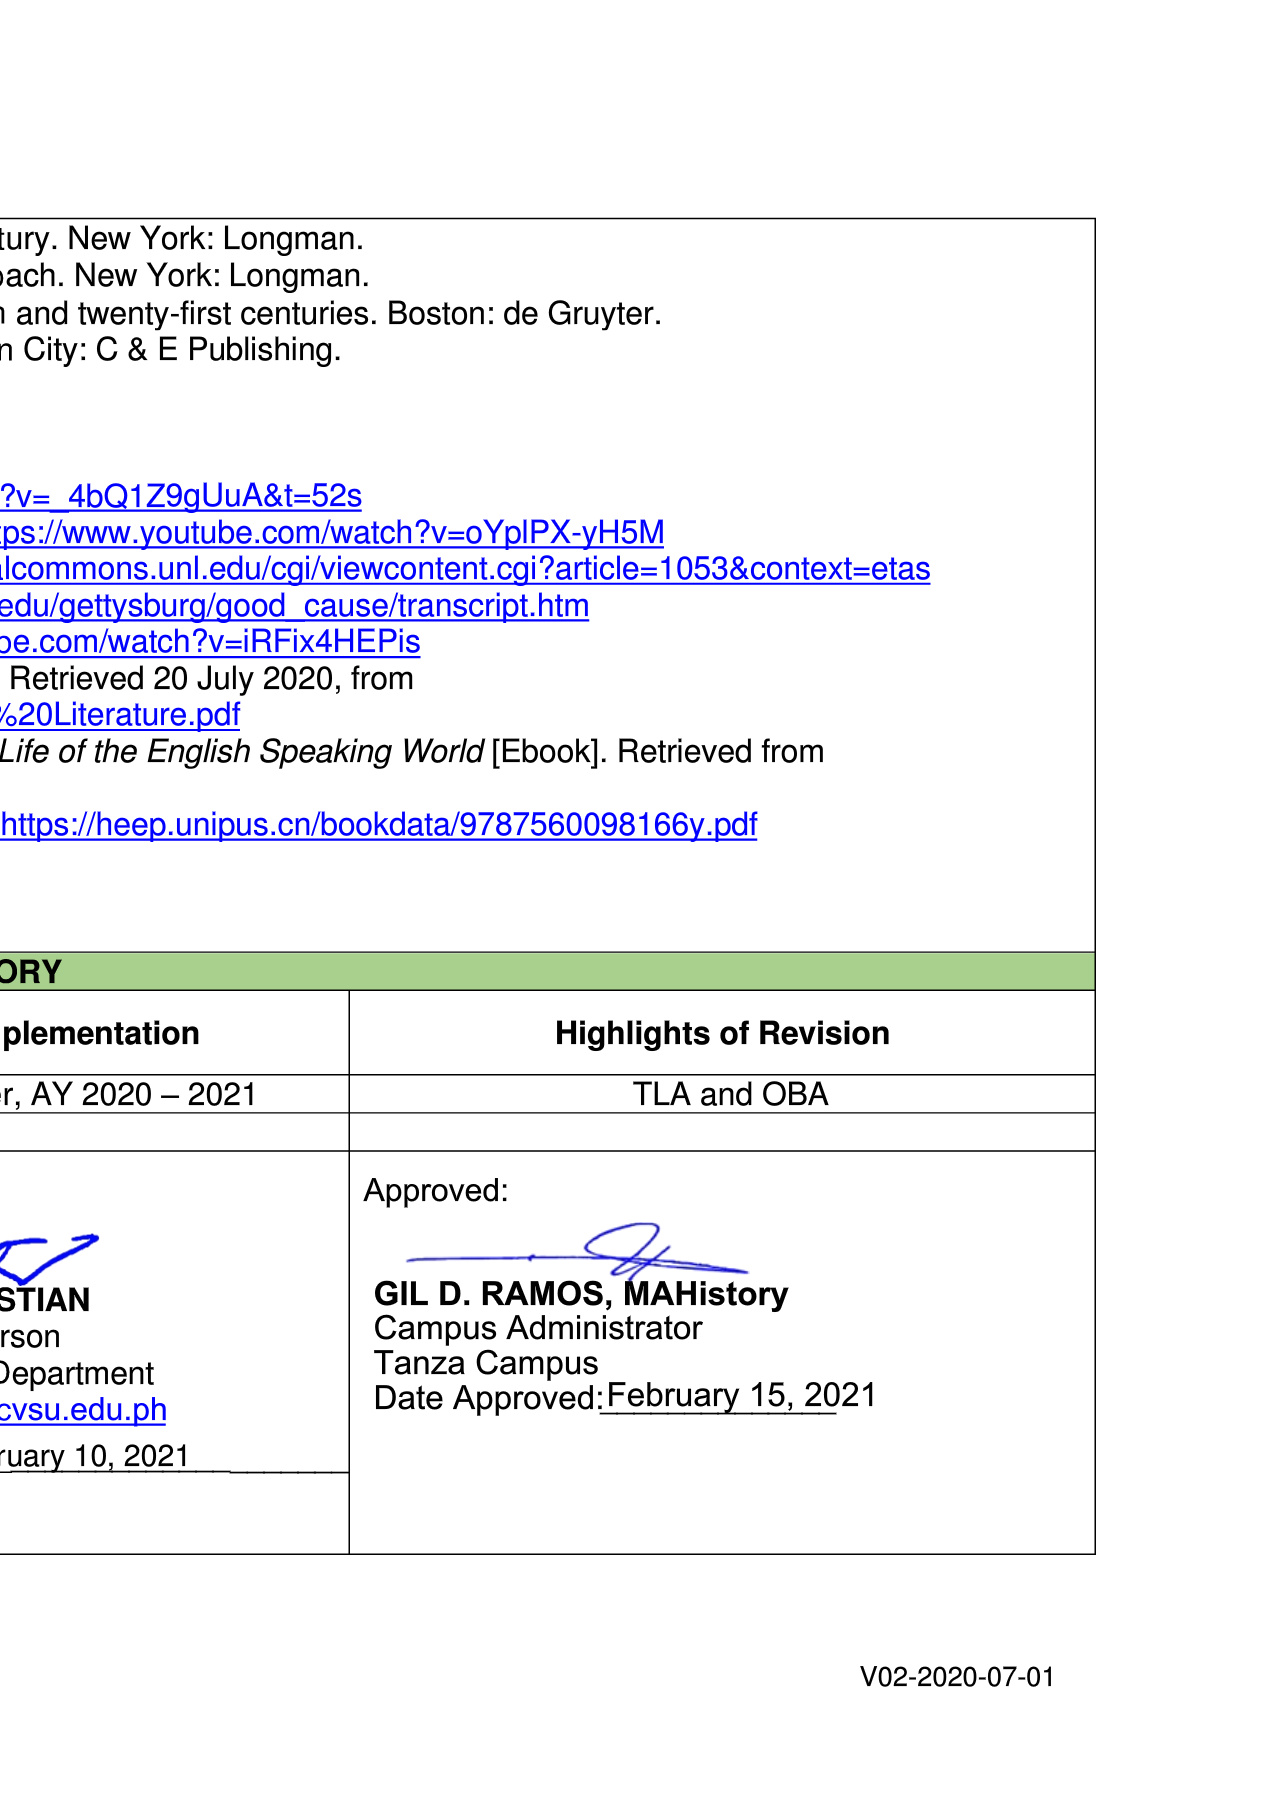 tury. New York: Longman.
oach. New York: Longman.
n and twenty-first centuries. Boston: de Gruyter.
n City: C & E Publishing.
?v=_4bQ1Z9gUuA&t=52s
tps://www.youtube.com/watch?v=oYplPX-yH5M
alcommons.unl.edu/cgi/viewcontent.cgi?article=1053&context=etas
edu/gettysburg/good_cause/transcript.htm
be.com/watch?v=iRFix4HEPis
Retrieved 20 July 2020, from
%20Literature.pdf
Life of the English Speaking World [Ebook]. Retrieved from
https://heep.unipus.cn/bookdata/9787560098166y.pdf
ORY
plementation Highlights of Revision
er, AY 2020 – 2021 TLA and OBA
Approved:
STIAN
rson
Department
cvsu.edu.ph
ruary 10, 2021
GIL D. RAMOS, MAHistory
Campus Administrator
Tanza Campus
Date Approved: February 15, 2021
V02-2020-07-01